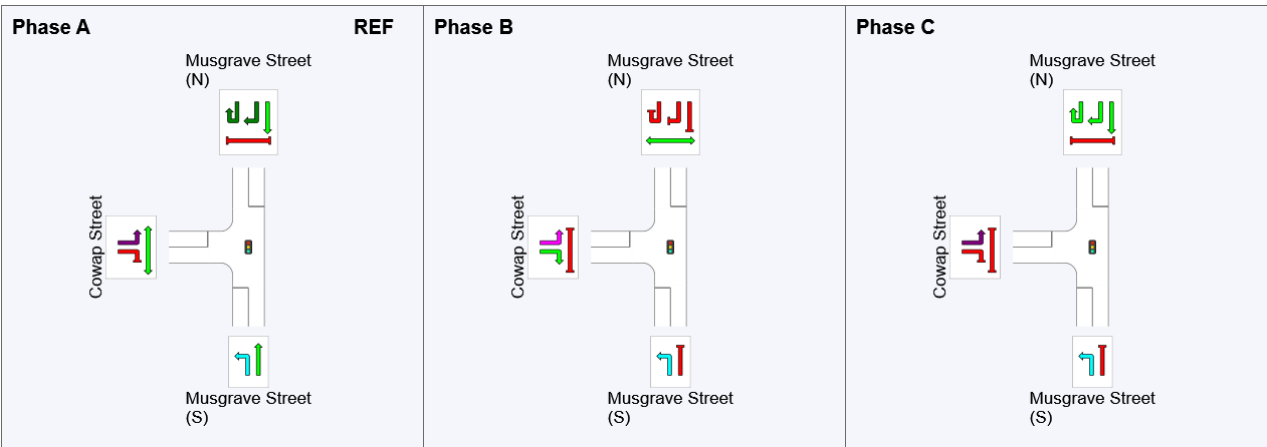 Phase A
REF
Musgrave Street
(N)
Cowap Street
Musgrave Street
(S)
Phase B
Musgrave Street
(N)
Cowap Street
Musgrave Street
(S)
Phase C
Musgrave Street
(N)
Cowap Street
Musgrave Street
(S)